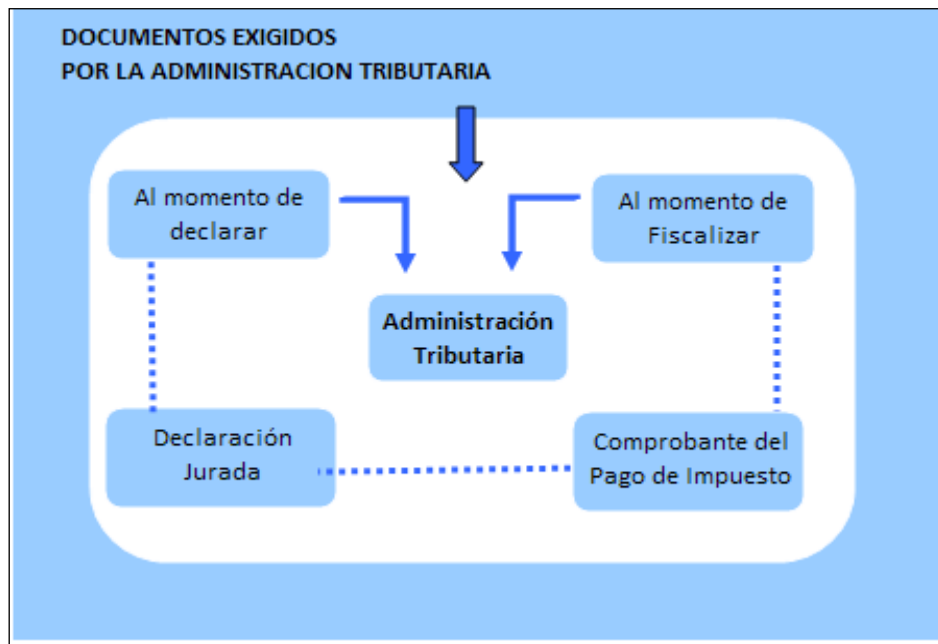 DOCUMENTOS EXIGIDOS
POR LA ADMINISTRACION TRIBUTARIA
Al momento de
declarar
Al momento de
Fiscalizar
Administración
Tributaria
Declaración
Jurada
Comprobante del
Pago de Impuesto